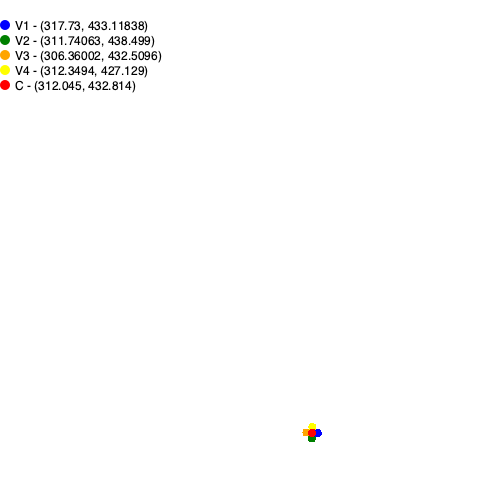 V1 - (317.73, 433.11838)
V2 - (311.74063, 438.499)
V3 - (306.36002, 432.5096)
V4 - (312.3494, 427.129)
C - (312.045, 432.814)